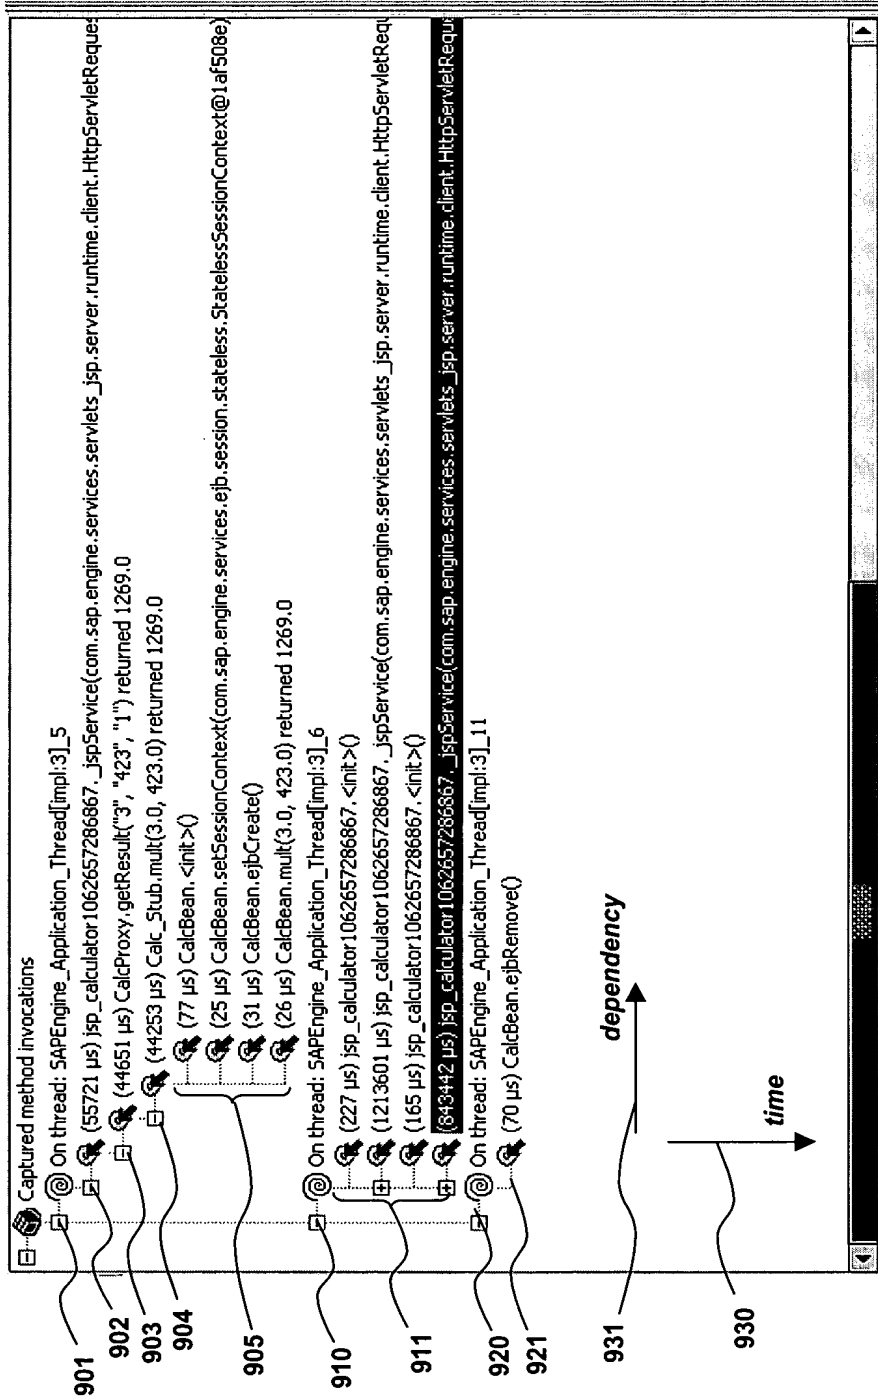 Captured method invocations
On thread: SAPEngine_Application_Thread[impl:3]_5
(55721 µs) jsp_calculator1062657286867._jspService(com.sap.engine.services.servlets_jsp.server.runtime.client.HttpServletReques
(44651 µs) CalcProxy.getResult("3", "423", "1") returned 1269.0
(44253 µs) Calc_Stub.mult(3.0, 423.0) returned 1269.0
(77 µs) CalcBean.<init>()
(25 µs) CalcBean.setSessionContext(com.sap.engine.services.ejb.session.stateless.StatelessSessionContext@1af508e)
(31 µs) CalcBean.ejbCreate()
(26 µs) CalcBean.mult(3.0, 423.0) returned 1269.0
On thread: SAPEngine_Application_Thread[impl:3]_6
(227 µs) jsp_calculator1062657286867.<init>()
(1213601 µs) jsp_calculator1062657286867._jspService(com.sap.engine.services.servlets_jsp.server.runtime.client.HttpServletRequ
(165 µs) jsp_calculator1062657286867.<init>()
(843442 µs) jsp_calculator1062657286867._jspService(com.sap.engine.services.servlets_jsp.server.runtime.client.HttpServletReque
On thread: SAPEngine_Application_Thread[impl:3]_11
(70 µs) CalcBean.ejbRemove()
901
902
903
904
905
910
911
920
921
931
930
dependency
time